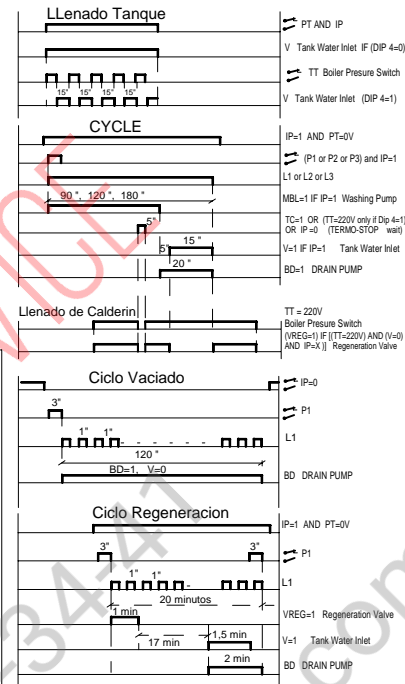 LLenado Tanque
PT AND IP
V Tank Water Inlet IF (DIP 4=0)
TT Boiler Presure Switch
15" 15" 15" 15"
V Tank Water Inlet (DIP 4=1)
CYCLE
IP=1 AND PT=0V
(P1 or P2 or P3) and IP=1
L1 or L2 or L3
90 ", 120 ", 180 "
MBL=1 IF IP=1 Washing Pump
5"
TC=1 OR (TT=220V only if Dip 4=1)
OR IP=0 (TERMO-STOP wait)
15 "
5"
V=1 IF IP=1 Tank Water Inlet
20 "
BD=1 DRAIN PUMP
Llenado de Calderin
TT = 220V
Boiler Presure Switch
(VREG=1) IF [(TT=220V) AND (V=0)
AND IP=X )] Regeneration Valve
Ciclo Vaciado
IP=0
3"
P1
1" 1"
L1
120 "
BD=1, V=0
BD DRAIN PUMP
Ciclo Regeneracion
IP=1 AND PT=0V
3" 3"
P1
1" 1"
L1
20 minutos
1 min
VREG=1 Regeneration Valve
17 min
1,5 min
V=1 Tank Water Inlet
2 min
BD DRAIN PUMP